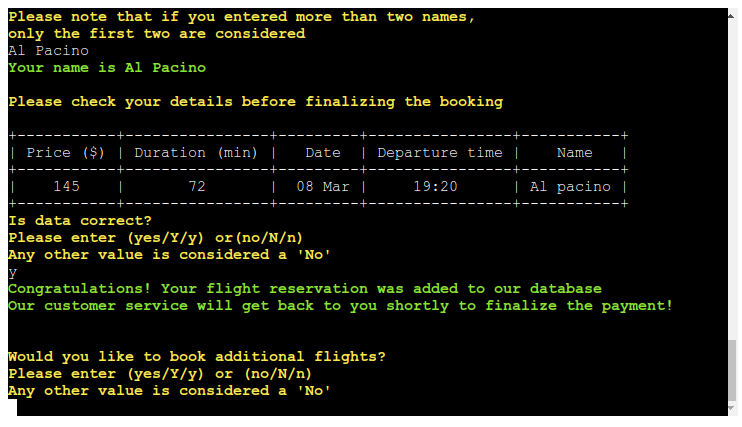 Please note that if you entered more than two names,
only the first two are considered
Al Pacino
Your name is Al Pacino
Please check your details before finalizing the booking
+-----------+----------------+---------+----------------+-----------+
| Price ($) | Duration (min) |   Date  | Departure time |    Name   |
+-----------+----------------+---------+----------------+-----------+
|    145    |       72       |  08 Mar |     19:20      | Al pacino |
+-----------+----------------+---------+----------------+-----------+
Is data correct?
Please enter (yes/Y/y) or(no/N/n)
Any other value is considered a 'No'
y
Congratulations! Your flight reservation was added to our database
Our customer service will get back to you shortly to finalize the payment!
Would you like to book additional flights?
Please enter (yes/Y/y) or (no/N/n)
Any other value is considered a 'No'